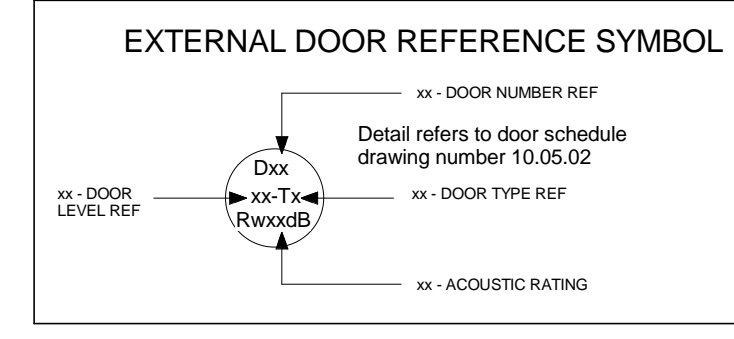 EXTERNAL DOOR REFERENCE SYMBOL
xx - DOOR NUMBER REF
Detail refers to door schedule
drawing number 10.05.02
Dxx
xx-Tx
RwxxdB
xx - DOOR
LEVEL REF
xx - DOOR TYPE REF
xx - ACOUSTIC RATING